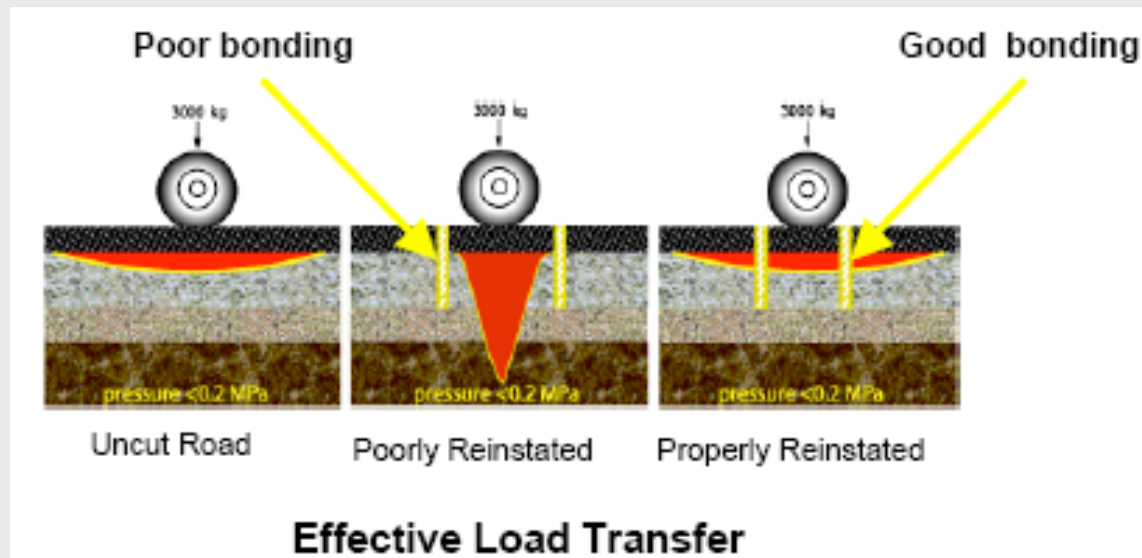 Poor bonding
Good bonding
3000 kg
3000 kg
3000 kg
pressure <0.2 MPa
pressure <0.2 MPa
pressure <0.2 MPa
Uncut Road
Poorly Reinstated
Properly Reinstated
Effective Load Transfer